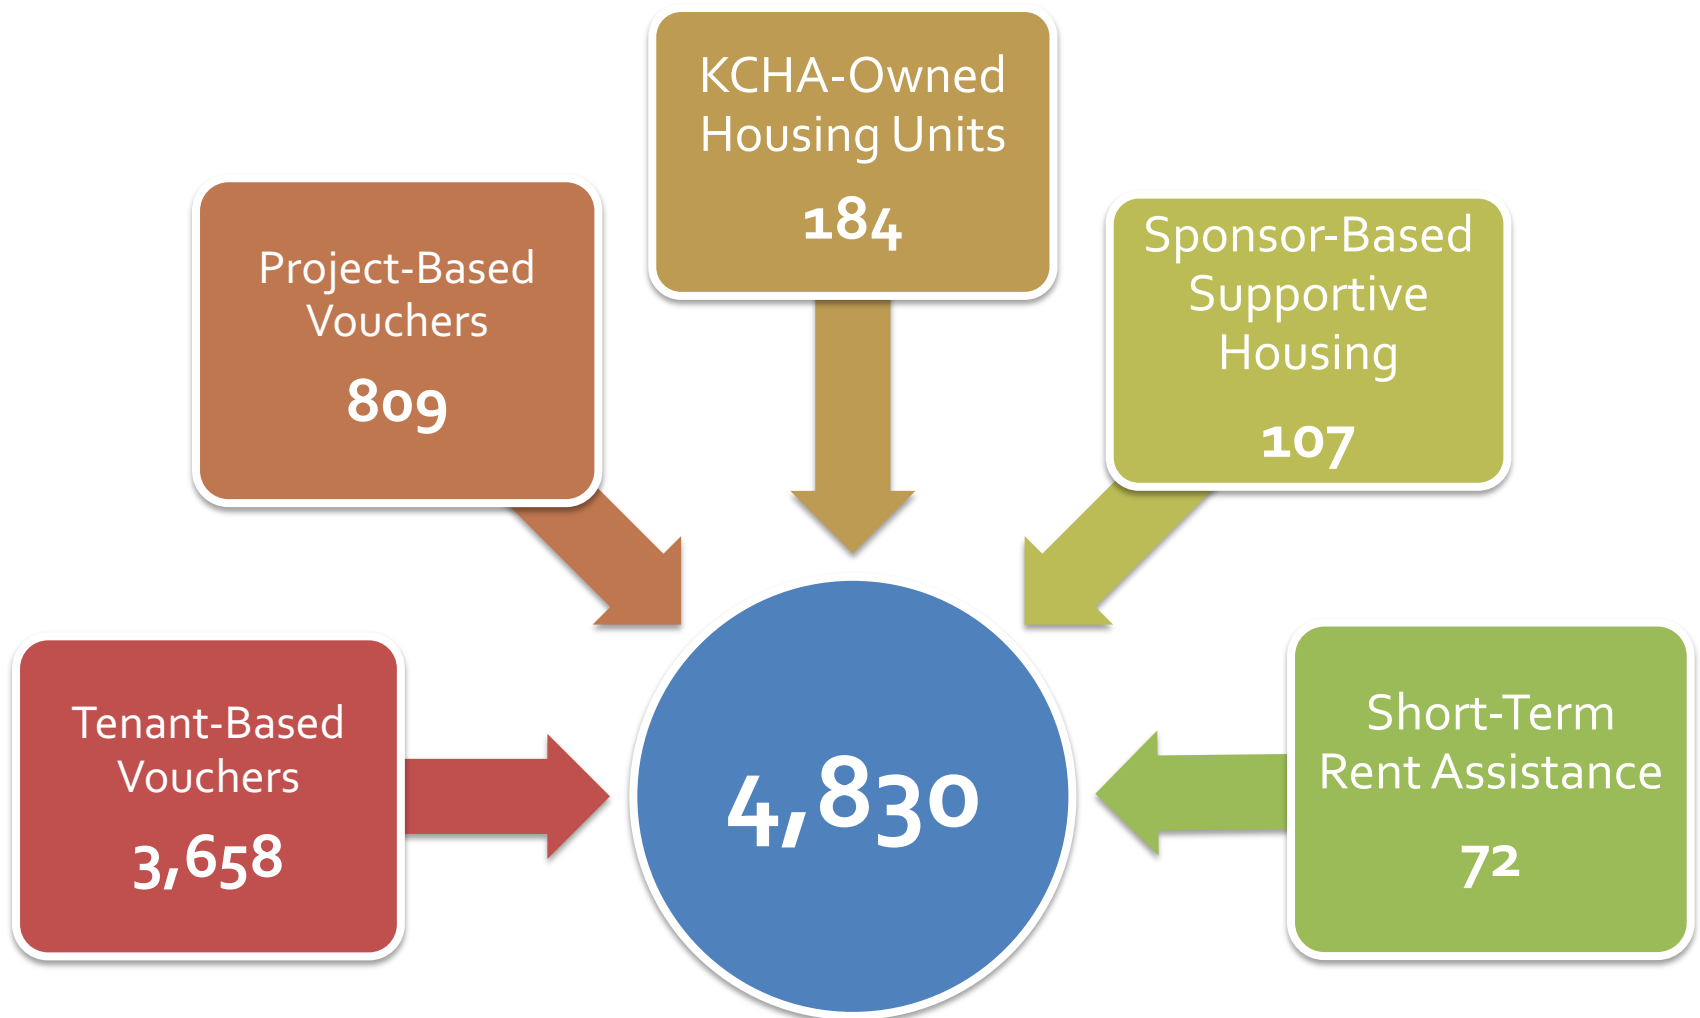 KCHA-Owned
Housing Units
184
Project-Based
Vouchers
809
Sponsor-Based
Supportive
Housing
107
Tenant-Based
Vouchers
3,658
4,830
Short-Term
Rent Assistance
72